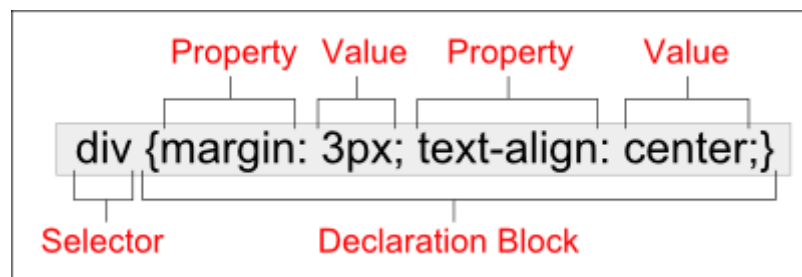 Property Value Property Value
div {margin: 3px; text-align: center;}
Selector Declaration Block